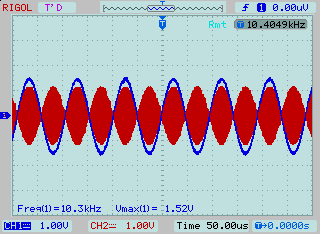 RIGOL T'D 1 0.00uV
Rmt 10.4049kHz
1
Freq(1)=10.3kHz Vmax(1)= 1.52V
CH1 1.00V CH2 1.00V Time 50.00us T→0.0000s